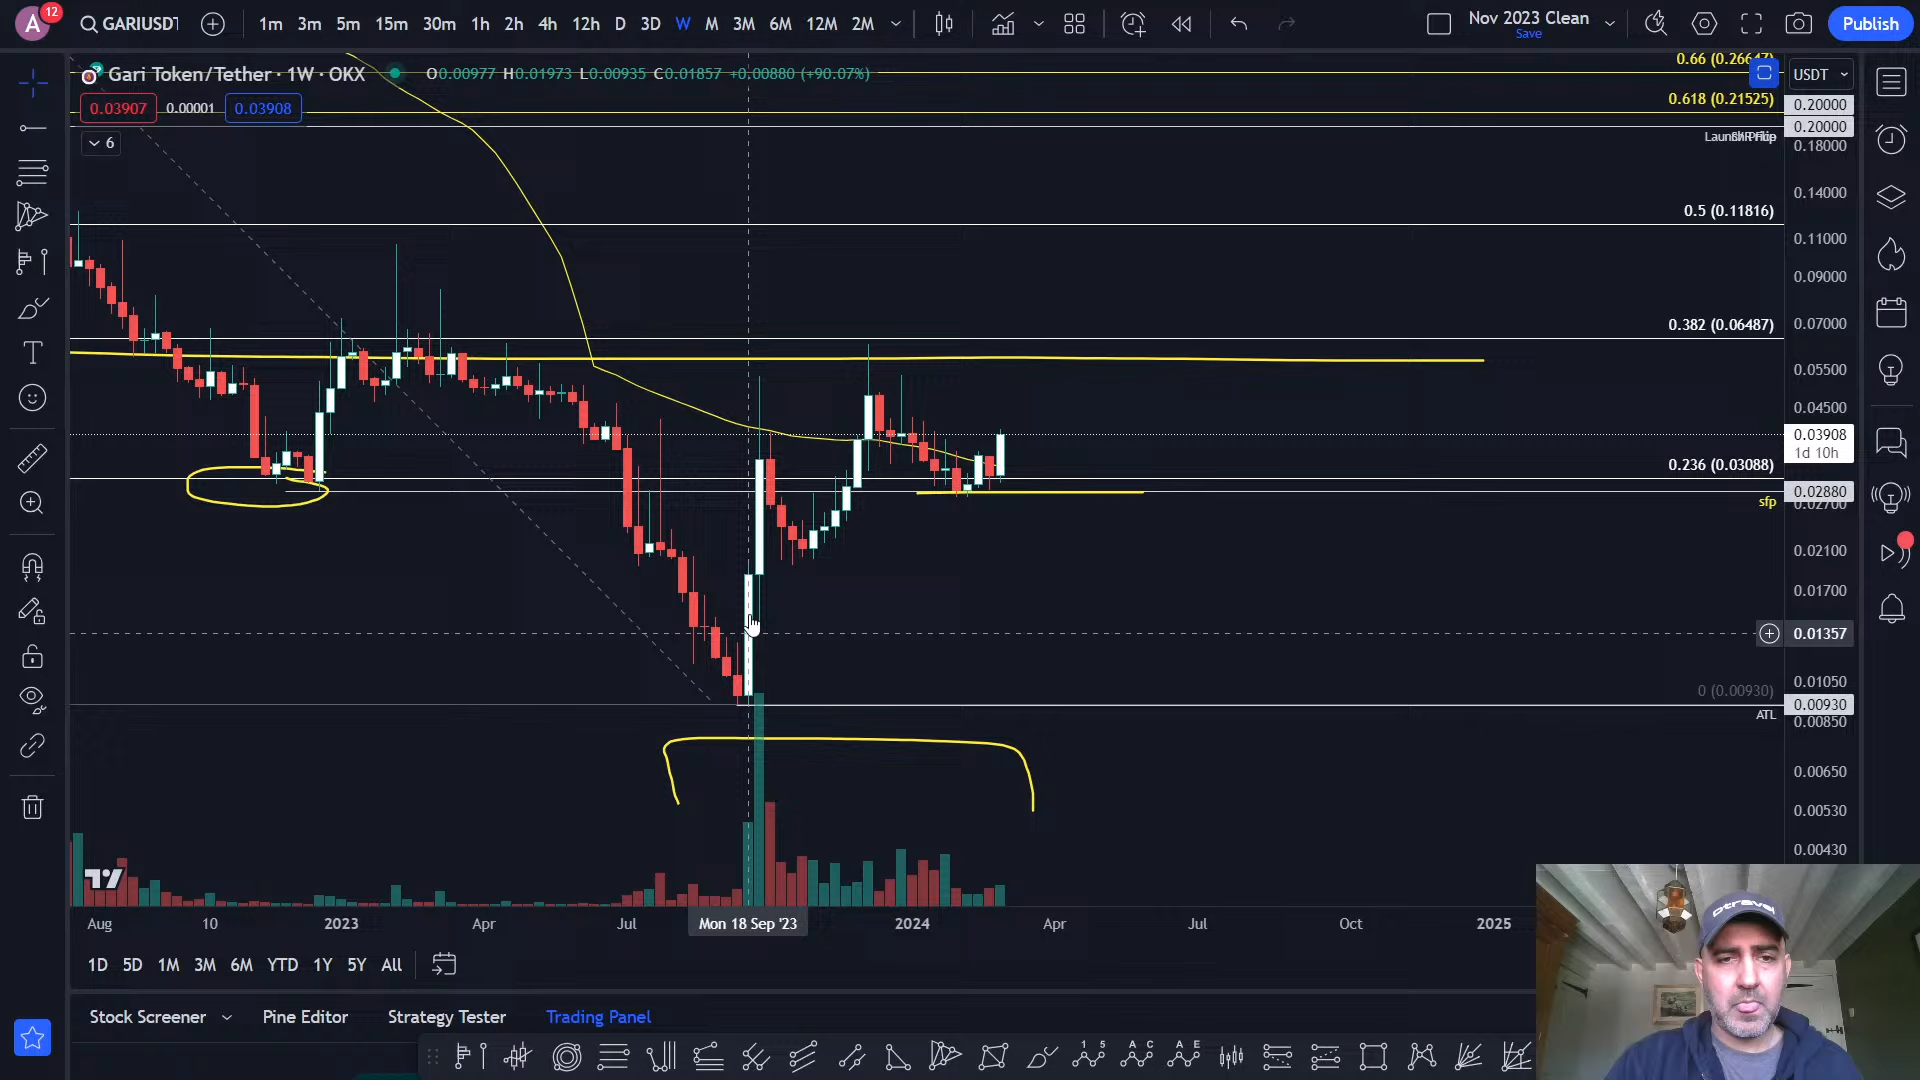 A
12
GARIUSDT
1m 3m 5m 15m 30m 1h 2h 4h 12h D 3D W M 3M 6M 12M 2M
Nov 2023 Clean
Save
Publish
Gari Token/Tether · 1W · OKX
O0.00977 H0.01973 L0.00935 C0.01857 +0.00880 (+90.07%)
0.03907 0.00001 0.03908
6
USDT
0.618 (0.21525)
0.20000
0.20000
0.18000
0.14000
0.5 (0.11816)
0.11000
0.09000
0.382 (0.06487)
0.07000
0.05500
0.04500
0.03908
1d 10h
0.236 (0.03088)
0.02880
sfp
0.02700
0.02100
0.01700
0.01357
0.01050
0 (0.00930)
0.00930
ATL
0.00850
0.00650
0.00530
0.00430
Aug 10 2023 Apr Jul Mon 18 Sep '23 2024 Apr Jul Oct 2025
1D 5D 1M 3M 6M YTD 1Y 5Y All
Stock Screener Pine Editor Strategy Tester Trading Panel
dtravel